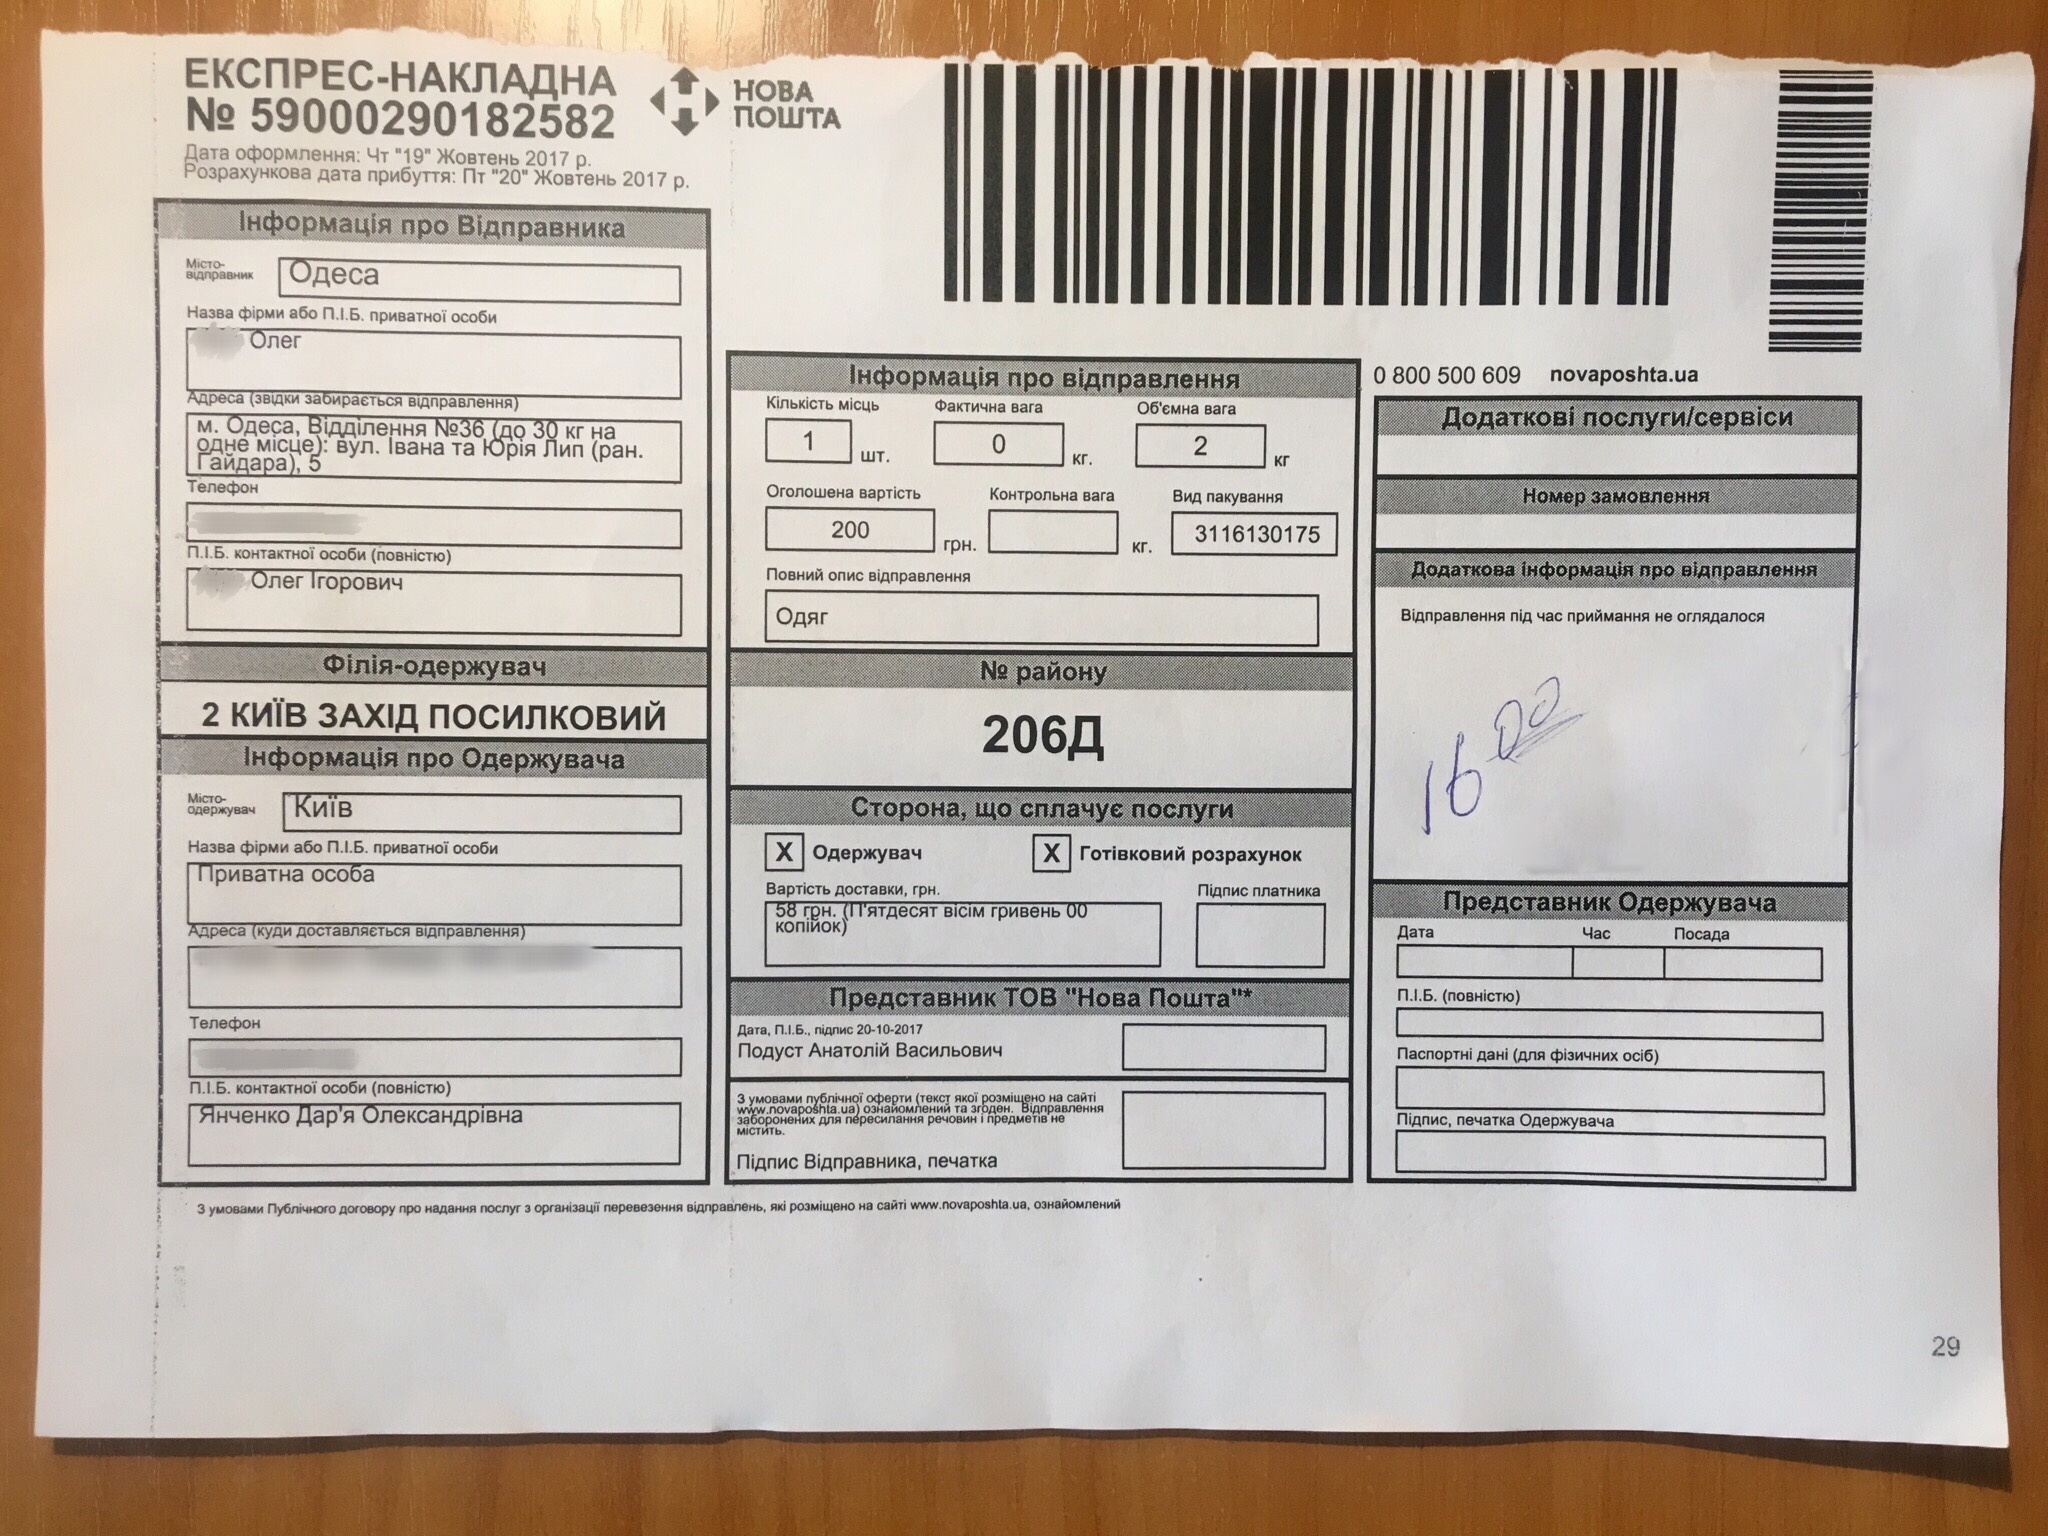 ЕКСПРЕС-НАКЛАДНА
№ 59000290182582
НОВА
ПОШТА
Дата оформлення: Чт "19" Жовтень 2017 р.
Розрахункова дата прибуття: Пт "20" Жовтень 2017 р.
Інформація про Відправника
Місто-
відправник
Одеса
Назва фірми або П.І.Б. приватної особи
Олег
Адреса (звідки забирається відправлення)
м. Одеса, Відділення №36 (до 30 кг на
одне місце): вул. Івана та Юрія Лип (ран.
Гайдара), 5
Телефон
П.І.Б. контактної особи (повністю)
Олег Ігорович
Філія-одержувач
2 КИЇВ ЗАХІД ПОСИЛКОВИЙ
Інформація про Одержувача
Місто-
одержувач
Київ
Назва фірми або П.І.Б. приватної особи
Приватна особа
Адреса (куди доставляється відправлення)
Телефон
П.І.Б. контактної особи (повністю)
Янченко Дар'я Олександрівна
Інформація про відправлення
Кількість місць Фактична вага Об'ємна вага
1 шт. 0 кг. 2 кг
Оголошена вартість Контрольна вага Вид пакування
200 грн. кг. 3116130175
Повний опис відправлення
Одяг
№ району
206Д
Сторона, що сплачує послуги
X Одержувач X Готівковий розрахунок
Вартість доставки, грн. Підпис платника
58 грн. (П'ятдесят вісім гривень 00
копійок)
Представник ТОВ "Нова Пошта"*
Дата, П.І.Б., підпис 20-10-2017
Подуст Анатолій Васильович
З умовами публічної оферти (текст якої розміщено на сайті
www.novaposhta.ua) ознайомлений та згоден. Відправлення
заборонених для пересилання речовин і предметів не
містить.
Підпис Відправника, печатка
0 800 500 609 novaposhta.ua
Додаткові послуги/сервіси
Номер замовлення
Додаткова інформація про відправлення
Відправлення під час приймання не оглядалося
16 00
Представник Одержувача
Дата Час Посада
П.І.Б. (повністю)
Паспортні дані (для фізичних осіб)
Підпис, печатка Одержувача
З умовами Публічного договору про надання послуг з організації перевезення відправлень, які розміщено на сайті www.novaposhta.ua, ознайомлений
29